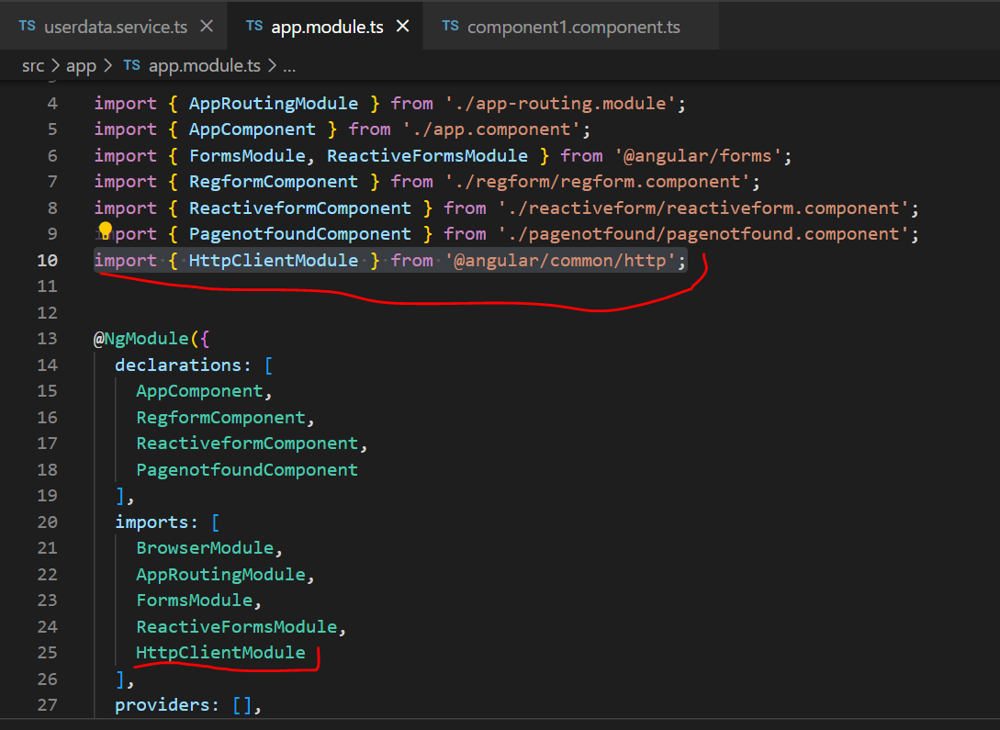 TS userdata.service.ts × TS app.module.ts × TS component1.component.ts
src > app > TS app.module.ts > ...
4 import { AppRoutingModule } from './app-routing.module';
5 import { AppComponent } from './app.component';
6 import { FormsModule, ReactiveFormsModule } from '@angular/forms';
7 import { RegformComponent } from './regform/regform.component';
8 import { ReactiveformComponent } from './reactiveform/reactiveform.component';
9 import { PagenotfoundComponent } from './pagenotfound/pagenotfound.component';
10 import { HttpClientModule } from '@angular/common/http';
11
12
13 @NgModule({
14 declarations: [
15 AppComponent,
16 RegformComponent,
17 ReactiveformComponent,
18 PagenotfoundComponent
19 ],
20 imports: [
21 BrowserModule,
22 AppRoutingModule,
23 FormsModule,
24 ReactiveFormsModule,
25 HttpClientModule
26 ],
27 providers: [],